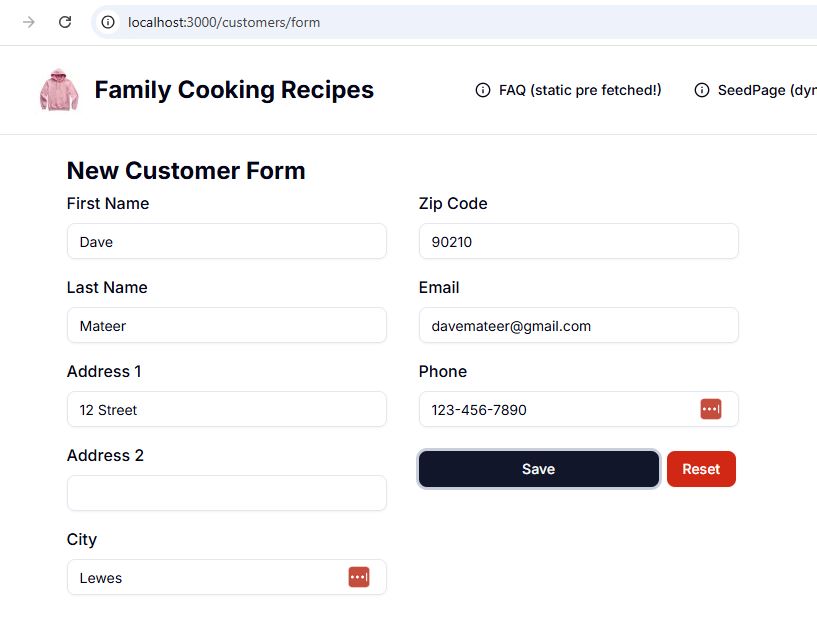 localhost:3000/customers/form
Family Cooking Recipes
FAQ (static pre fetched!)
SeedPage (dyn
New Customer Form
First Name
Dave
Last Name
Mateer
Address 1
12 Street
Address 2
City
Lewes
Zip Code
90210
Email
davemateer@gmail.com
Phone
123-456-7890
Save
Reset